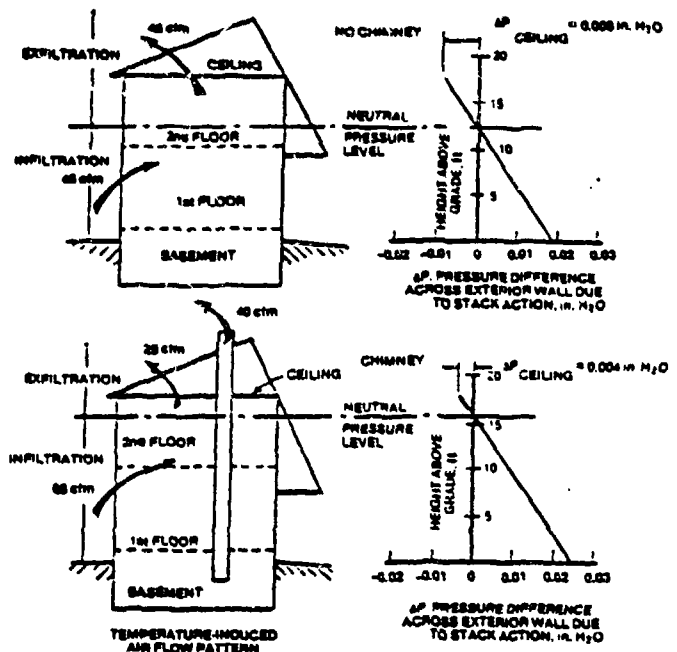 45 cfm
EXFILTRATION
CEILING
NEUTRAL
PRESSURE
LEVEL
2ND FLOOR
INFILTRATION
45 cfm
1st FLOOR
BASEMENT
NO CHIMNEY
ΔP CEILING = 0.008 in. H2O
20
15
10
5
HEIGHT ABOVE
GRADE, ft
-0.02 -0.01 0 0.01 0.02 0.03
ΔP, PRESSURE DIFFERENCE
ACROSS EXTERIOR WALL DUE
TO STACK ACTION, in. H2O
40 cfm
25 cfm
EXFILTRATION
CEILING
NEUTRAL
PRESSURE
LEVEL
2ND FLOOR
INFILTRATION
65 cfm
1st FLOOR
BASEMENT
TEMPERATURE-INDUCED
AIR FLOW PATTERN
CHIMNEY
ΔP CEILING = 0.004 in. H2O
20
15
10
5
HEIGHT ABOVE
GRADE, ft
-0.02 -0.01 0 0.01 0.02 0.03
ΔP, PRESSURE DIFFERENCE
ACROSS EXTERIOR WALL DUE
TO STACK ACTION, in. H2O